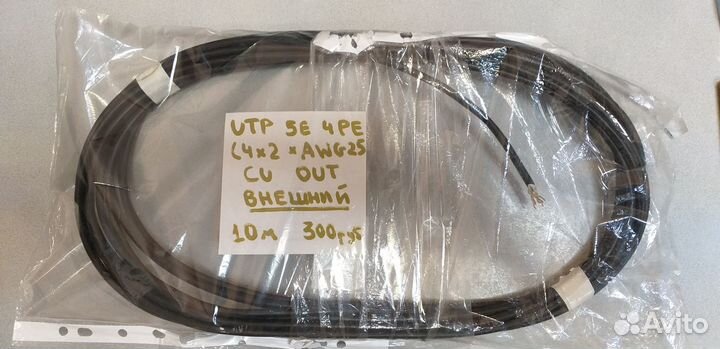 UTP 5E 4PE
(4×2×AWG25
CU OUT
ВНЕШНИЙ
10м 300руб
Avito